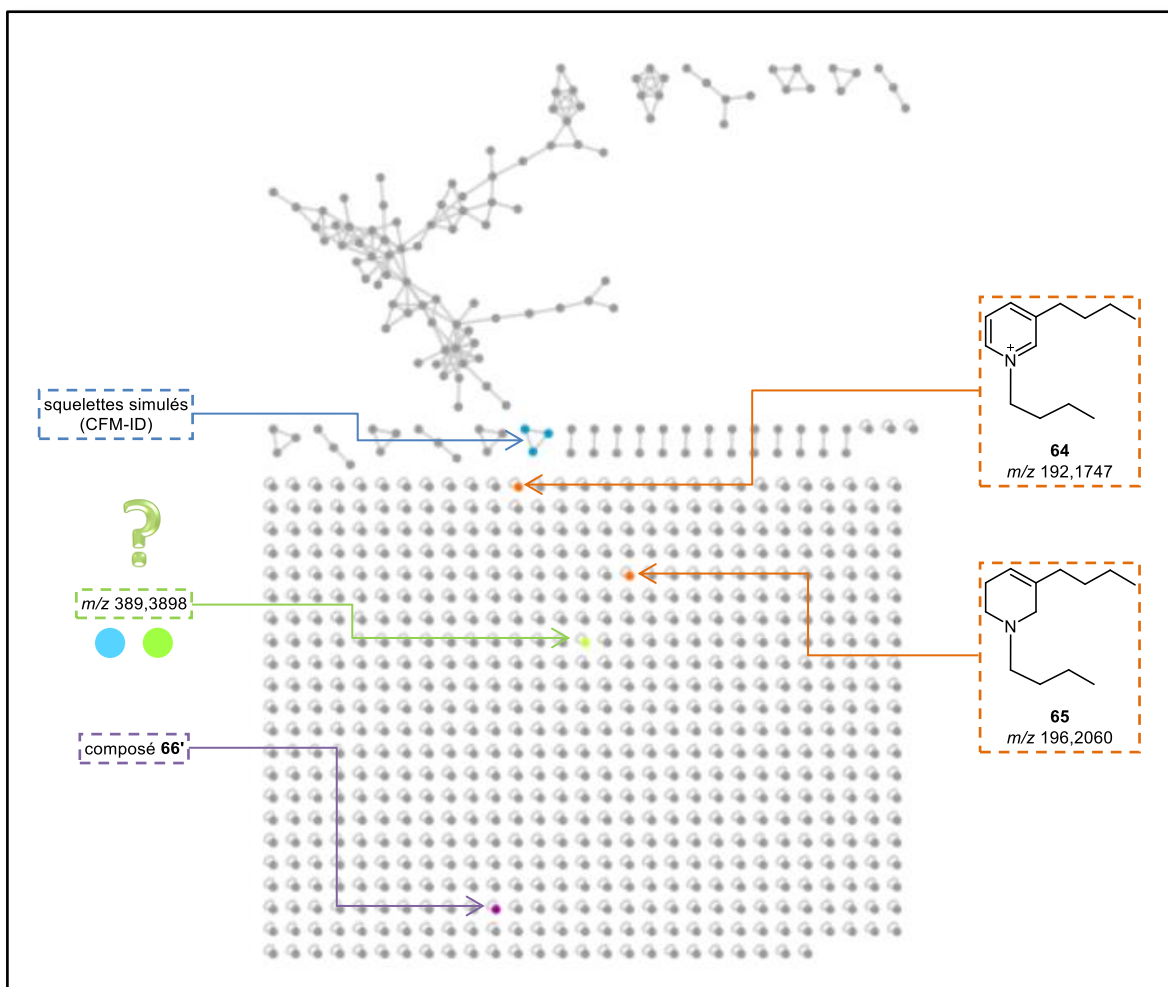 squelettes simulés
(CFM-ID)
?
m/z 389,3898
composé 66'
N
+
64
m/z 192,1747
N
65
m/z 196,2060